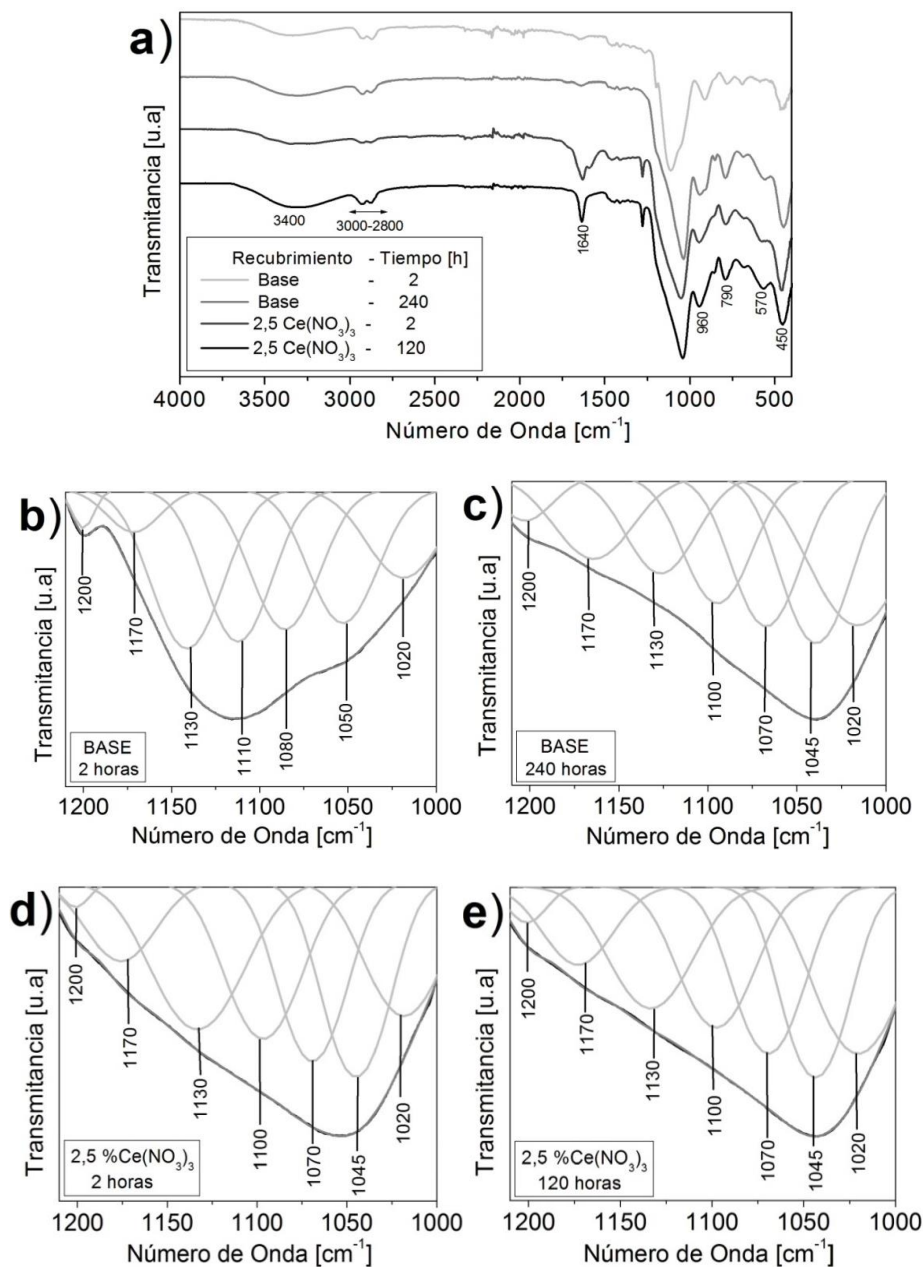 a)
Transmitancia [u.a]
3400
3000-2800
1640
960
790
570
450
Recubrimiento - Tiempo [h]
Base - 2
Base - 240
2,5 Ce(NO₃)₃ - 2
2,5 Ce(NO₃)₃ - 120
4000 3500 3000 2500 2000 1500 1000 500
Número de Onda [cm⁻¹]
b)
Transmitancia [u.a]
1200
1170
1130
1110
1080
1050
1020
BASE
2 horas
1200 1150 1100 1050 1000
Número de Onda [cm⁻¹]
c)
Transmitancia [u.a]
1200
1170
1130
1100
1070
1045
1020
BASE
240 horas
1200 1150 1100 1050 1000
Número de Onda [cm⁻¹]
d)
Transmitancia [u.a]
1200
1170
1130
1100
1070
1045
1020
2,5 %Ce(NO₃)₃
2 horas
1200 1150 1100 1050 1000
Número de Onda [cm⁻¹]
e)
Transmitancia [u.a]
1200
1170
1130
1100
1070
1045
1020
2,5 %Ce(NO₃)₃
120 horas
1200 1150 1100 1050 1000
Número de Onda [cm⁻¹]